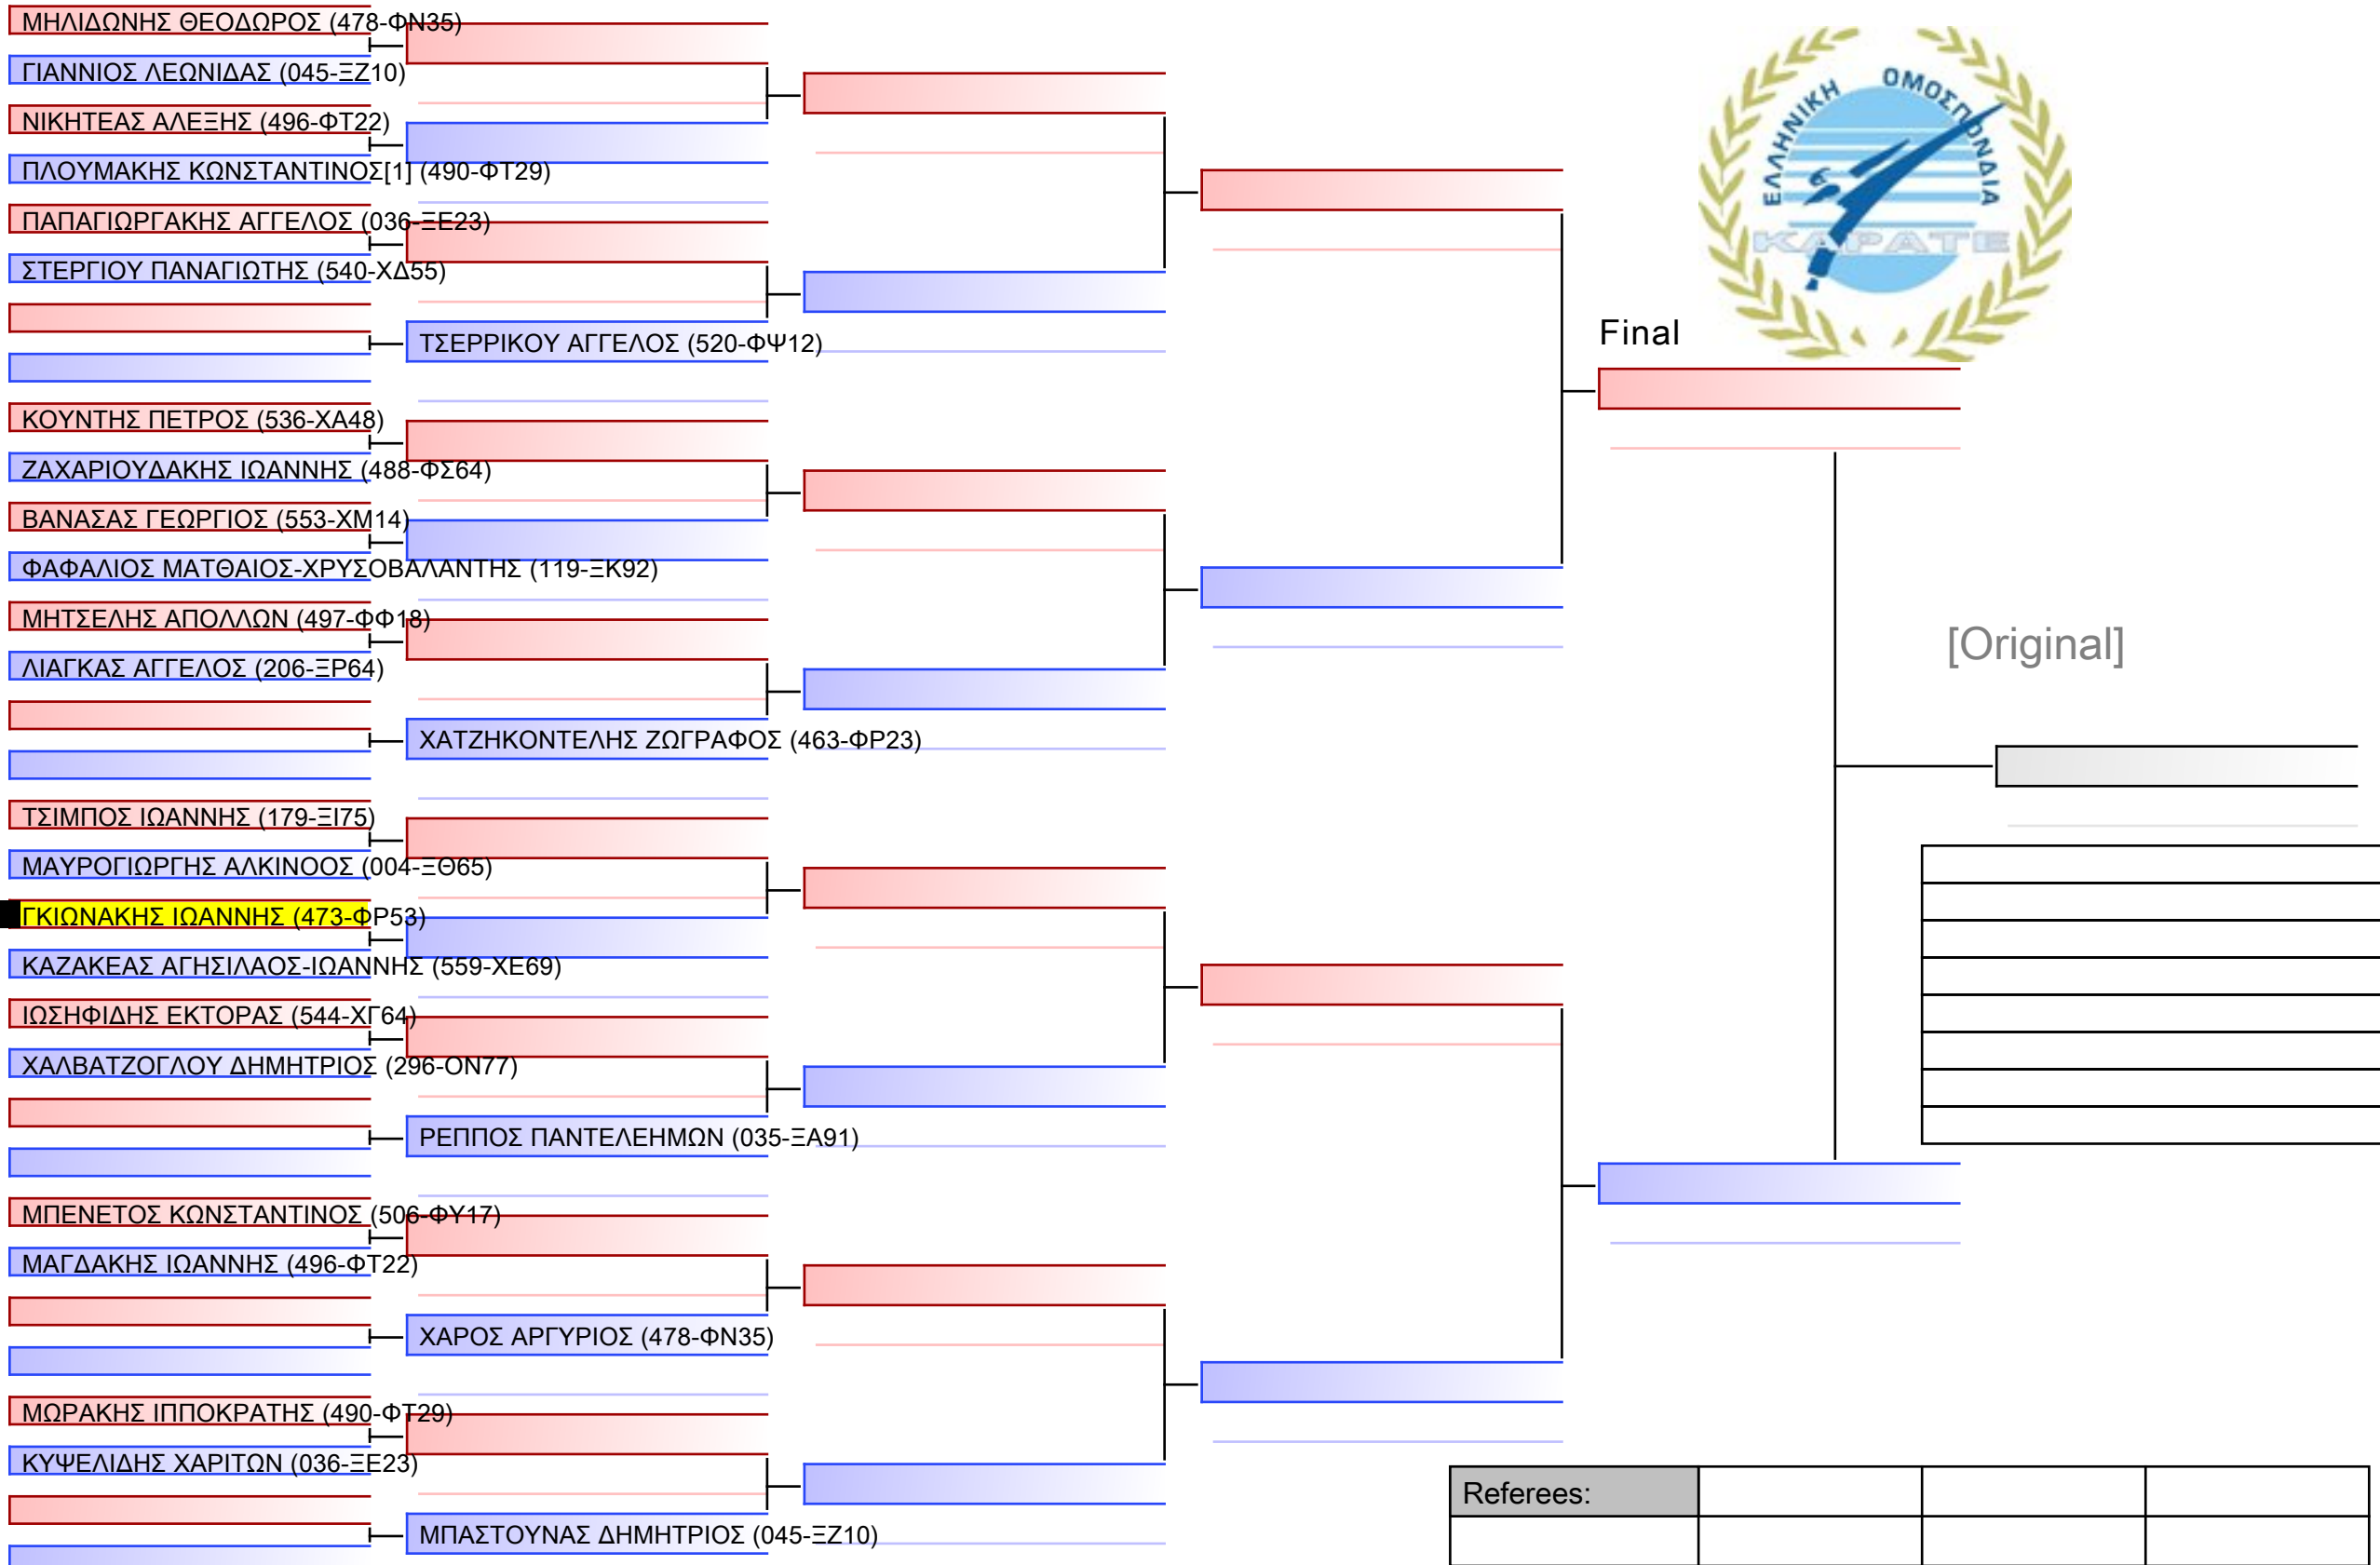 ΜΗΛΙΔΩΝΗΣ ΘΕΟΔΩΡΟΣ (478-ΦΝ35)
ΓΙΑΝΝΙΟΣ ΛΕΩΝΙΔΑΣ (045-ΞΖ10)
ΝΙΚΗΤΕΑΣ ΑΛΕΞΗΣ (496-ΦΤ22)
ΠΛΟΥΜΑΚΗΣ ΚΩΝΣΤΑΝΤΙΝΟΣ[1] (490-ΦΤ29)
ΠΑΠΑΓΙΩΡΓΑΚΗΣ ΑΓΓΕΛΟΣ (036-ΞΕ23)
ΣΤΕΡΓΙΟΥ ΠΑΝΑΓΙΩΤΗΣ (540-ΧΔ55)
ΤΣΕΡΡΙΚΟΥ ΑΓΓΕΛΟΣ (520-ΦΨ12)
ΚΟΥΝΤΗΣ ΠΕΤΡΟΣ (536-ΧΑ48)
ΖΑΧΑΡΙΟΥΔΑΚΗΣ ΙΩΑΝΝΗΣ (488-ΦΣ64)
ΒΑΝΑΣΑΣ ΓΕΩΡΓΙΟΣ (553-ΧΜ14)
ΦΑΦΑΛΙΟΣ ΜΑΤΘΑΙΟΣ-ΧΡΥΣΟΒΑΛΑΝΤΗΣ (119-ΞΚ92)
ΜΗΤΣΕΛΗΣ ΑΠΟΛΛΩΝ (497-ΦΦ18)
ΛΙΑΓΚΑΣ ΑΓΓΕΛΟΣ (206-ΞΡ64)
ΧΑΤΖΗΚΟΝΤΕΛΗΣ ΖΩΓΡΑΦΟΣ (463-ΦΡ23)
ΤΣΙΜΠΟΣ ΙΩΑΝΝΗΣ (179-ΞΙ75)
ΜΑΥΡΟΓΙΩΡΓΗΣ ΑΛΚΙΝΟΟΣ (004-ΞΘ65)
ΓΚΙΩΝΑΚΗΣ ΙΩΑΝΝΗΣ (473-ΦΡ53)
ΚΑΖΑΚΕΑΣ ΑΓΗΣΙΛΑΟΣ-ΙΩΑΝΝΗΣ (559-ΧΕ69)
ΙΩΣΗΦΙΔΗΣ ΕΚΤΟΡΑΣ (544-ΧΓ64)
ΧΑΛΒΑΤΖΟΓΛΟΥ ΔΗΜΗΤΡΙΟΣ (296-ΟΝ77)
ΡΕΠΠΟΣ ΠΑΝΤΕΛΕΗΜΩΝ (035-ΞΑ91)
ΜΠΕΝΕΤΟΣ ΚΩΝΣΤΑΝΤΙΝΟΣ (506-ΦΥ17)
ΜΑΓΔΑΚΗΣ ΙΩΑΝΝΗΣ (496-ΦΤ22)
ΧΑΡΟΣ ΑΡΓΥΡΙΟΣ (478-ΦΝ35)
ΜΩΡΑΚΗΣ ΙΠΠΟΚΡΑΤΗΣ (490-ΦΤ29)
ΚΥΨΕΛΙΔΗΣ ΧΑΡΙΤΩΝ (036-ΞΕ23)
ΜΠΑΣΤΟΥΝΑΣ ΔΗΜΗΤΡΙΟΣ (045-ΞΖ10)
ΕΛΛΗΝΙΚΗ ΟΜΟΣΠΟΝΔΙΑ
ΚΑΡΑΤΕ
Final
[Original]
Referees: